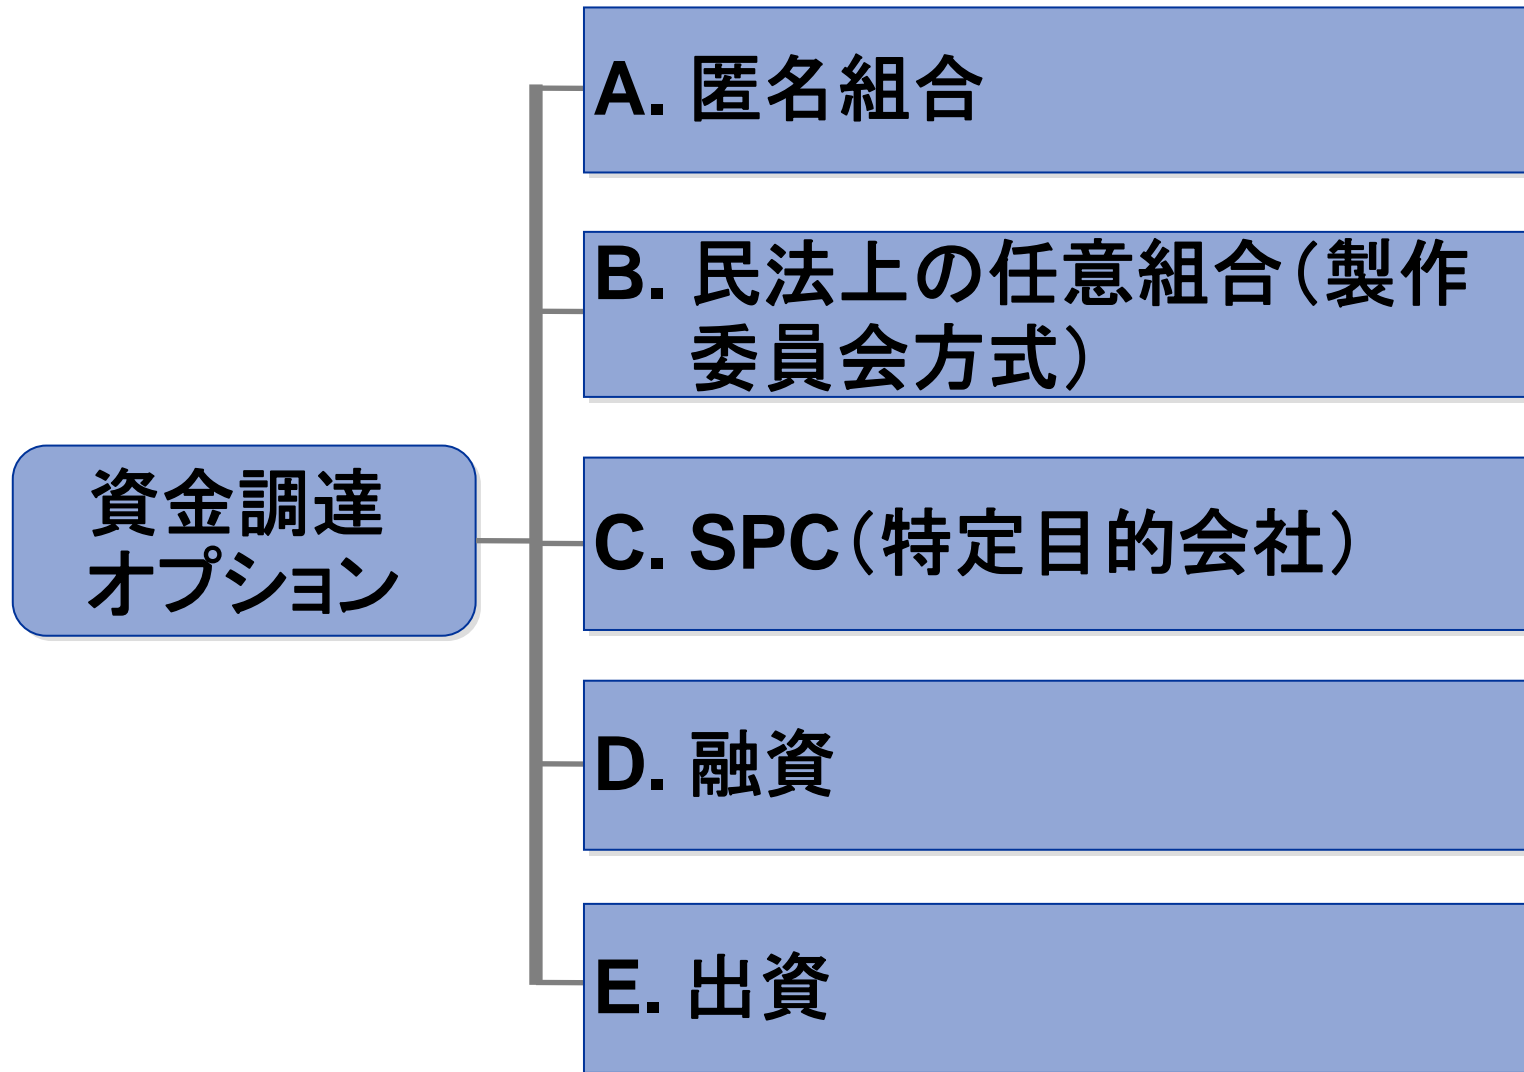 A. 匿名組合
B. 民法上の任意組合（製作
委員会方式）
資金調達
オプション
C. SPC（特定目的会社）
D. 融資
E. 出資